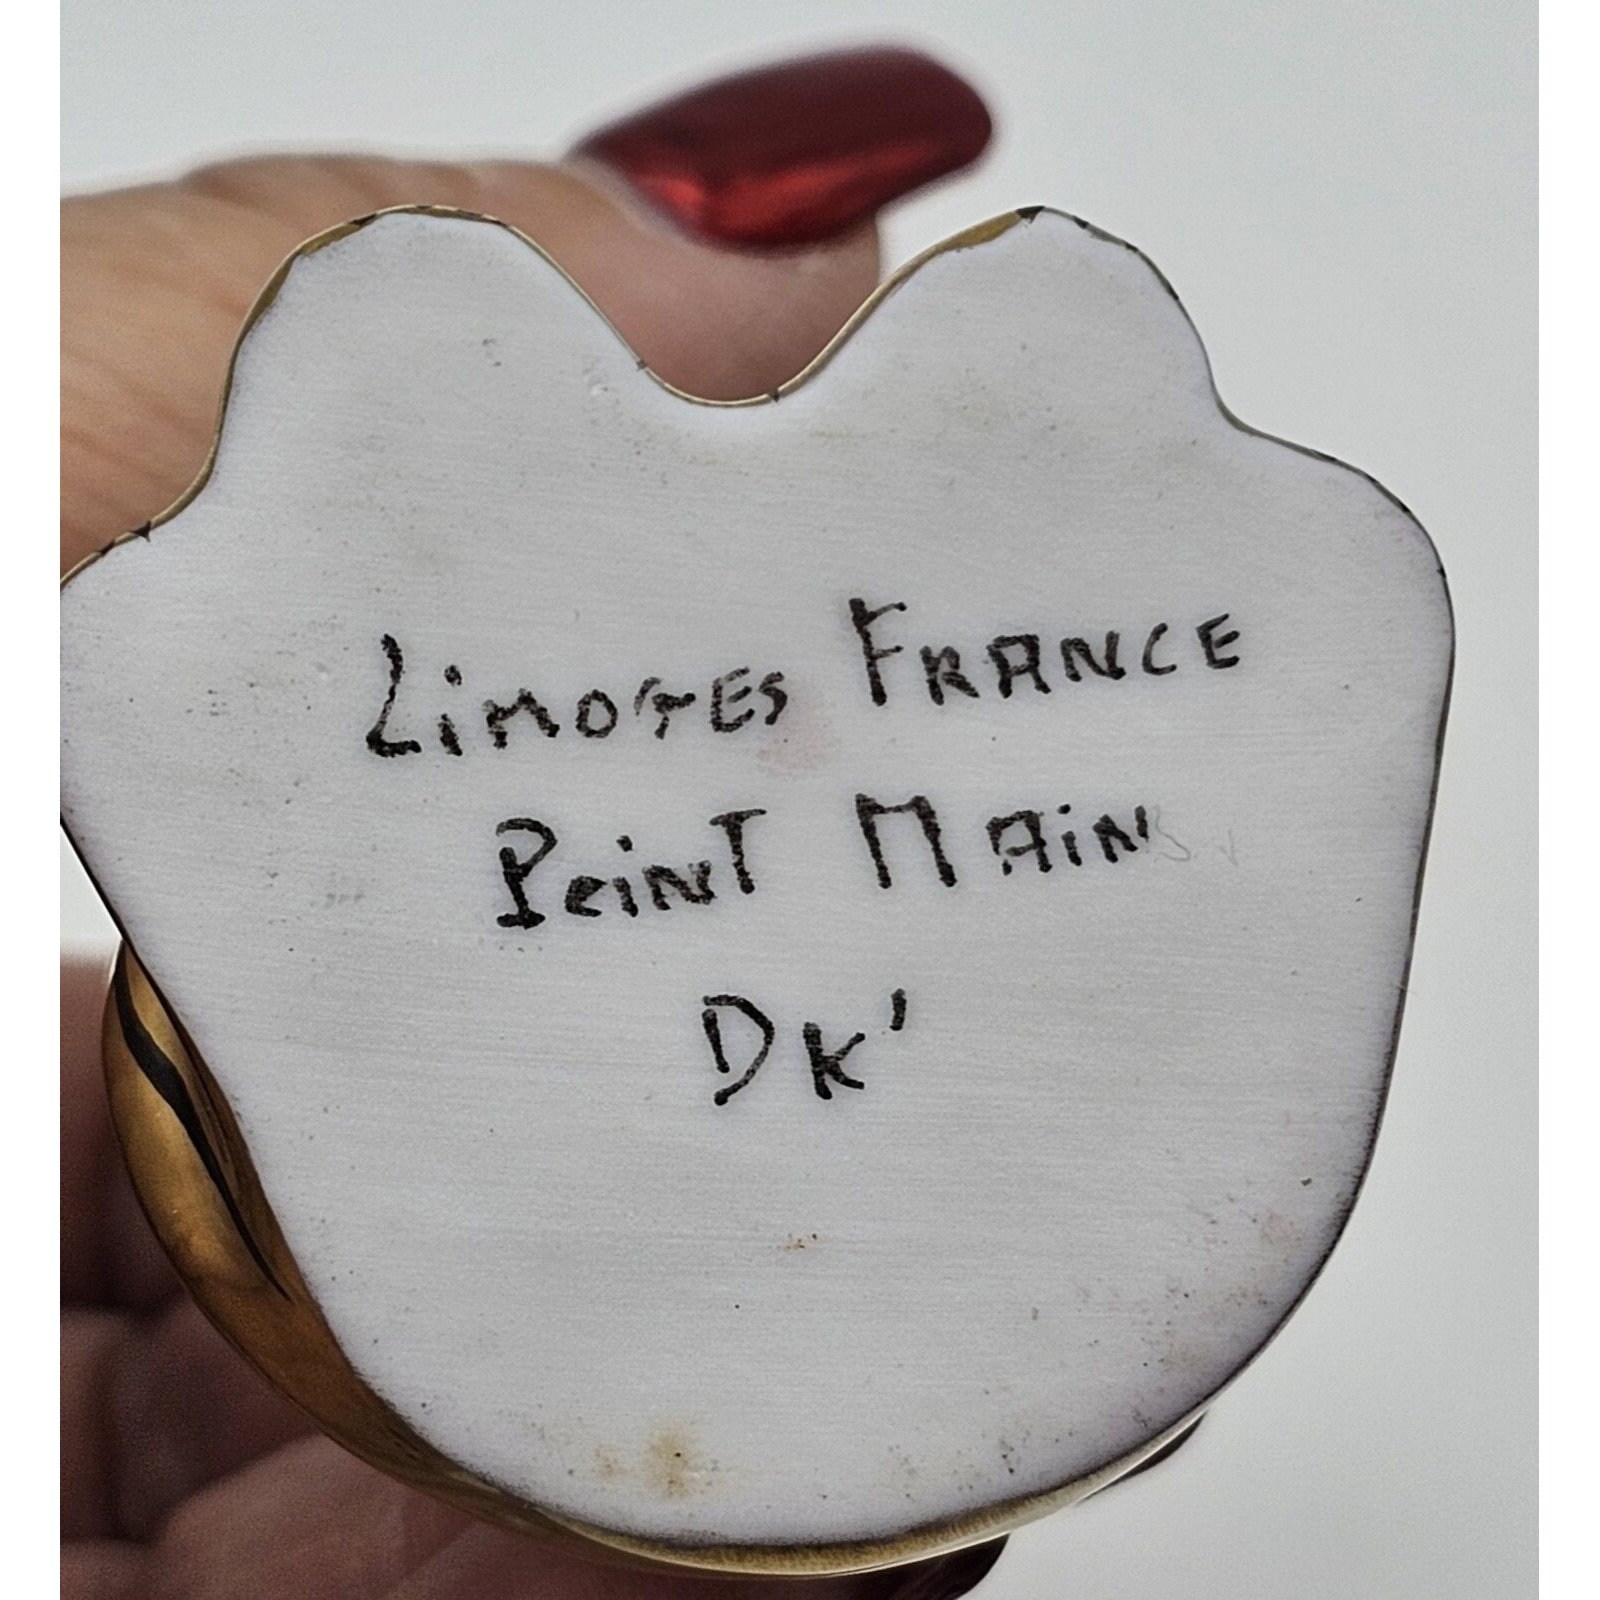 LiMOGES FRANCE
PeiNT MAiN
DK'